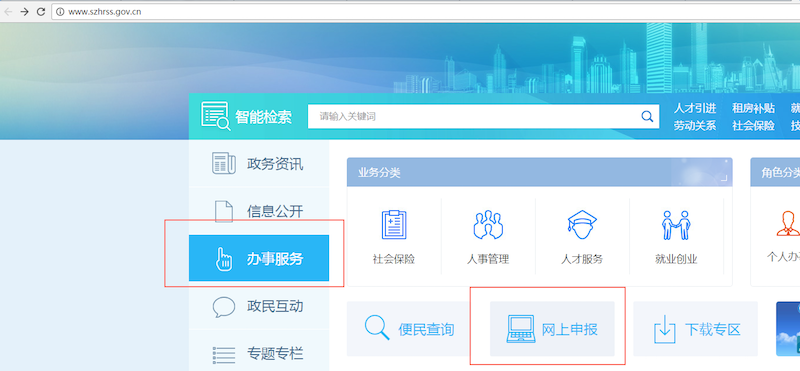 www.szhrss.gov.cn
智能检索
请输入关键词
人才引进 租房补贴 就
劳动关系 社会保险 技
政务资讯
信息公开
办事服务
政民互动
专题专栏
业务分类
角色分类
社会保险
人事管理
人才服务
就业创业
个人办事
便民查询
网上申报
下载专区